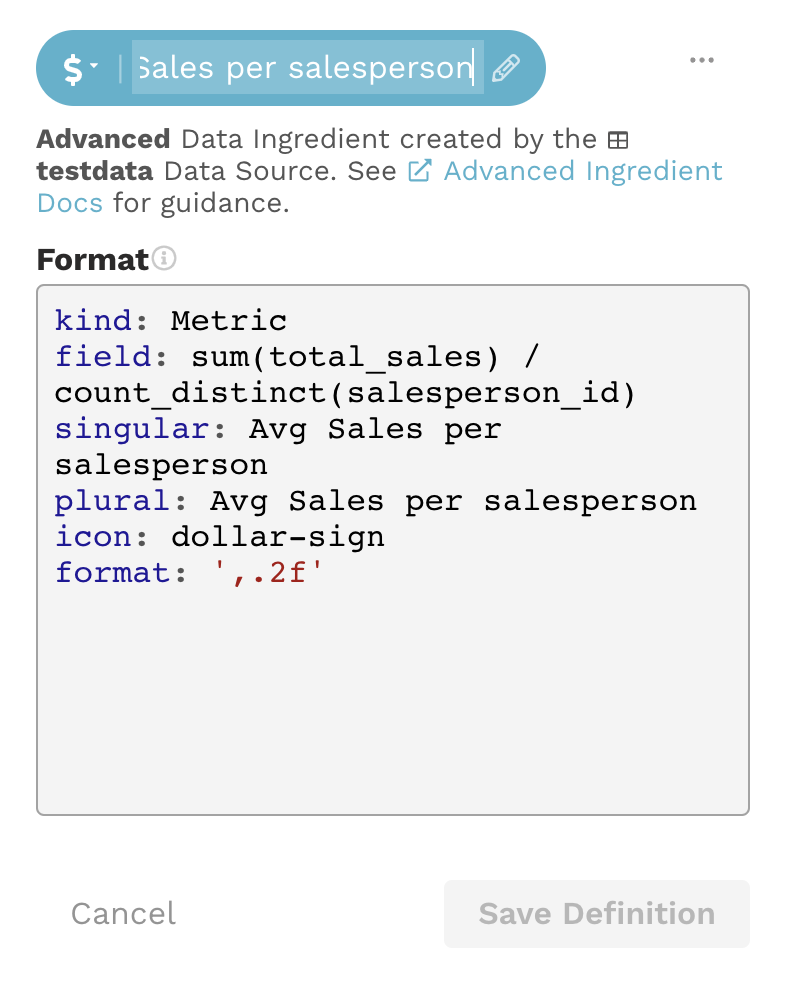 $ Sales per salesperson
Advanced Data Ingredient created by the
testdata Data Source. See Advanced Ingredient
Docs for guidance.
Format
kind: Metric
field: sum(total_sales) /
count_distinct(salesperson_id)
singular: Avg Sales per
salesperson
plural: Avg Sales per salesperson
icon: dollar-sign
format: ',.2f'
Cancel
Save Definition